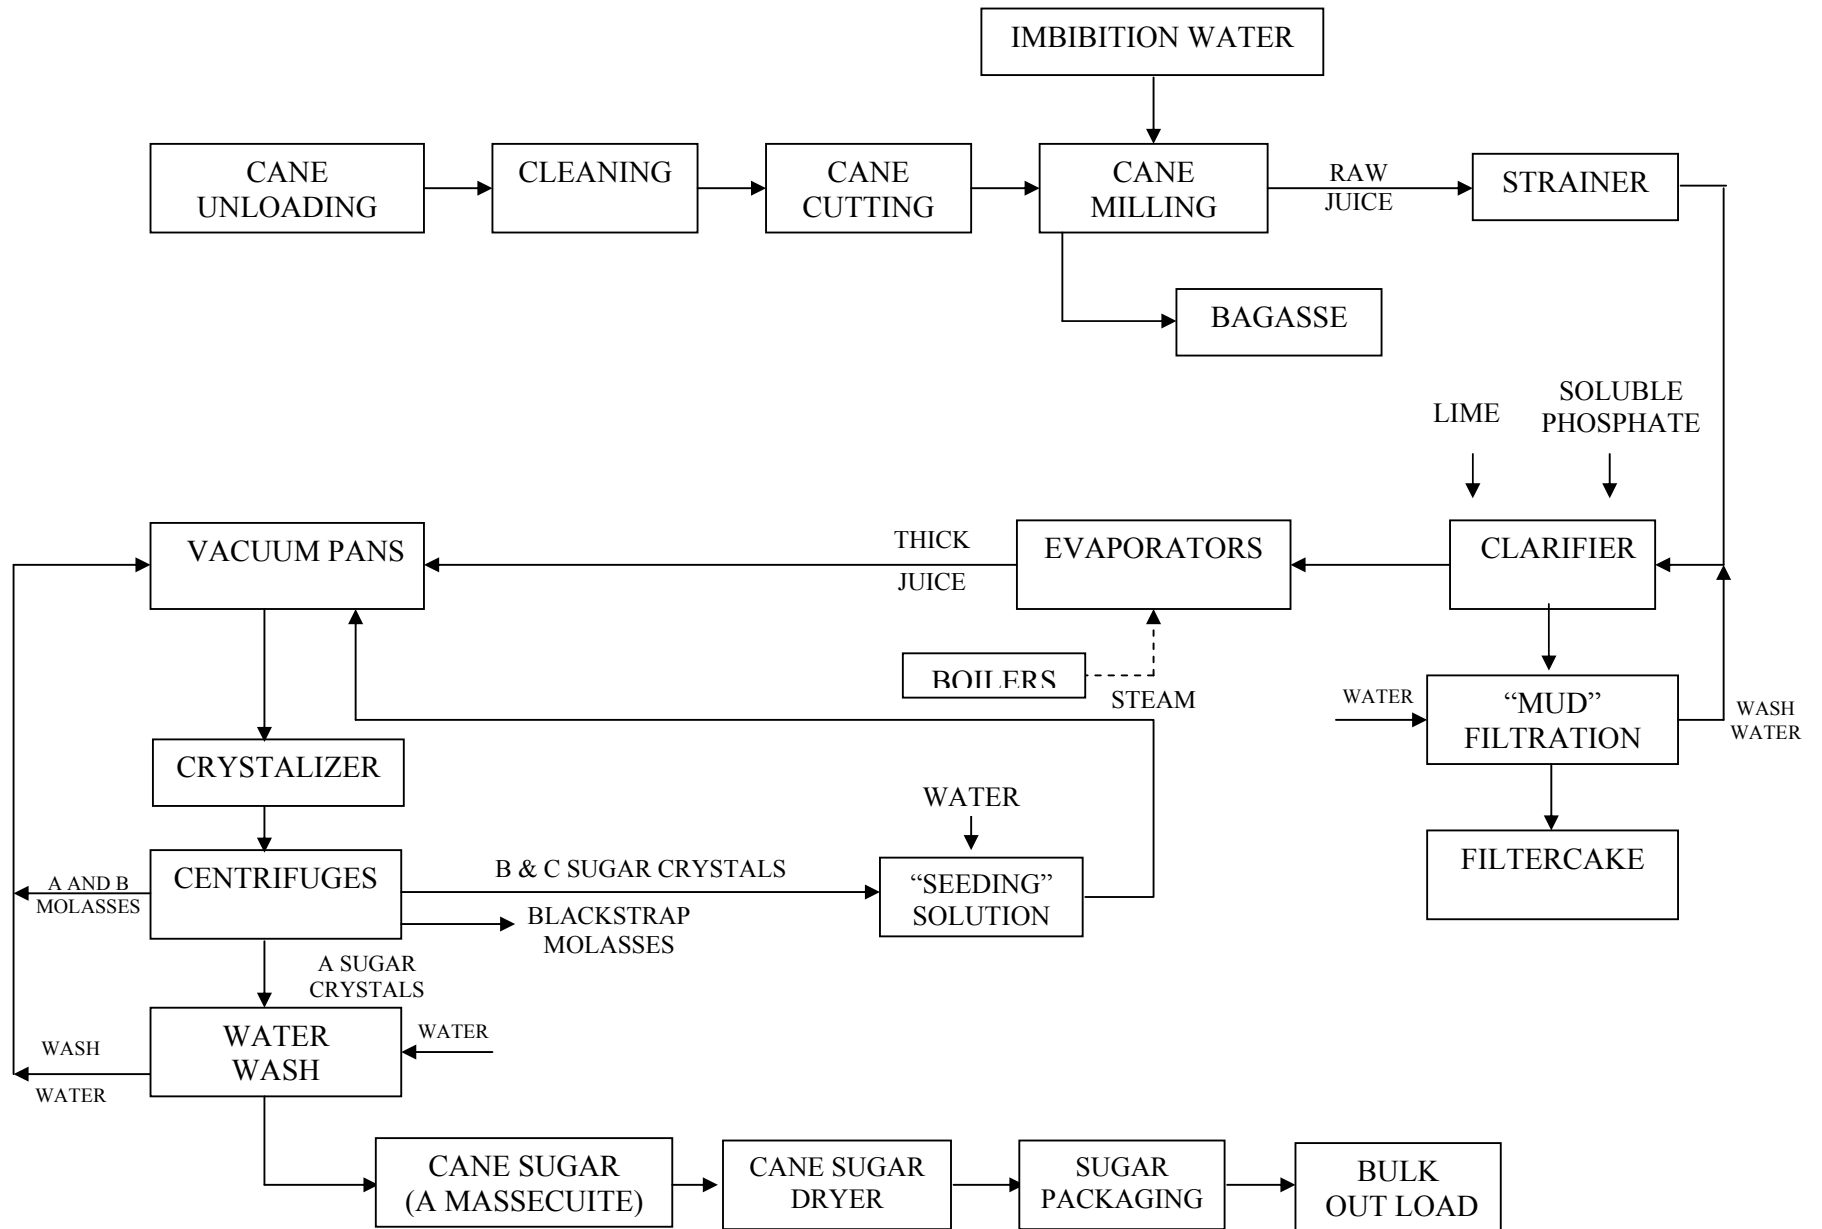 IMBIBITION WATER
CANE
UNLOADING
CLEANING
CANE
CUTTING
CANE
MILLING
RAW
JUICE
STRAINER
BAGASSE
LIME
SOLUBLE
PHOSPHATE
VACUUM PANS
THICK
JUICE
EVAPORATORS
CLARIFIER
BOILERS
STEAM
WATER
“MUD”
FILTRATION
WASH
WATER
CRYSTALIZER
WATER
CENTRIFUGES
A AND B
MOLASSES
B & C SUGAR CRYSTALS
BLACKSTRAP
MOLASSES
“SEEDING”
SOLUTION
FILTERCAKE
A SUGAR
CRYSTALS
WATER
WASH
WATER
WASH
WATER
CANE SUGAR
(A MASSECUITE)
CANE SUGAR
DRYER
SUGAR
PACKAGING
BULK
OUT LOAD